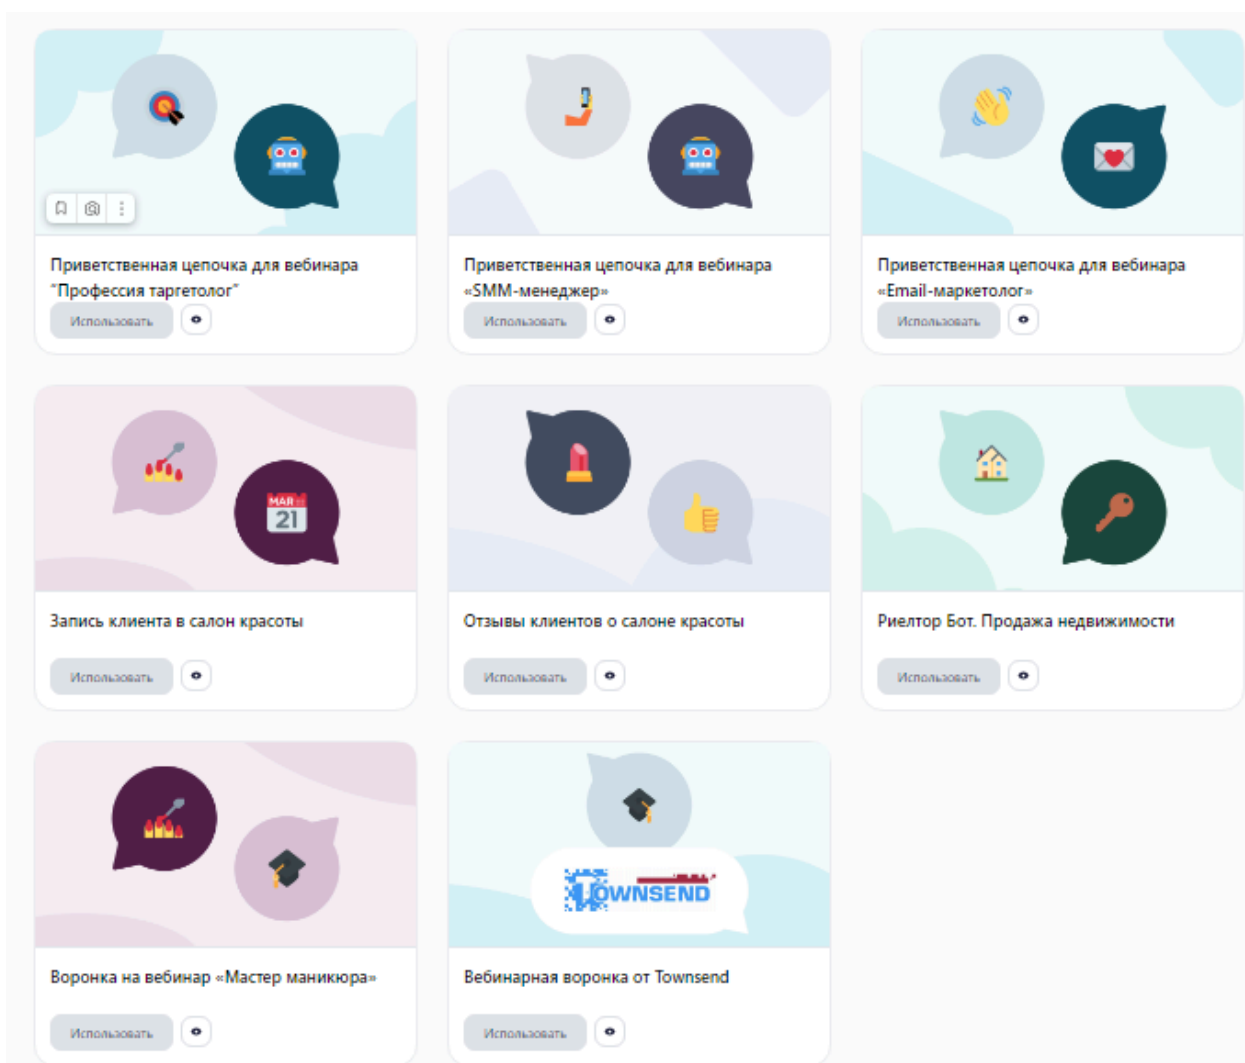 Приветственная цепочка для вебинара
“Профессия таргетолог”
Использовать
Приветственная цепочка для вебинара
«SMM-менеджер»
Использовать
Приветственная цепочка для вебинара
«Email-маркетолог»
Использовать
MAR
21
Запись клиента в салон красоты
Использовать
Отзывы клиентов о салоне красоты
Использовать
Риелтор Бот. Продажа недвижимости
Использовать
Воронка на вебинар «Мастер маникюра»
Использовать
TOWNSEND
Вебинарная воронка от Townsend
Использовать